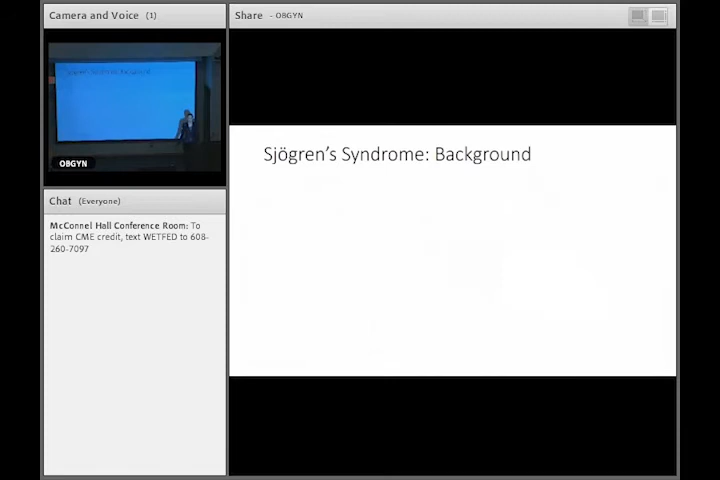 Camera and Voice (1)
OBGYN
Chat (Everyone)
McConnel Hall Conference Room: To
claim CME credit, text WETFED to 608-
260-7097
Share - OBGYN
Sjögren's Syndrome: Background